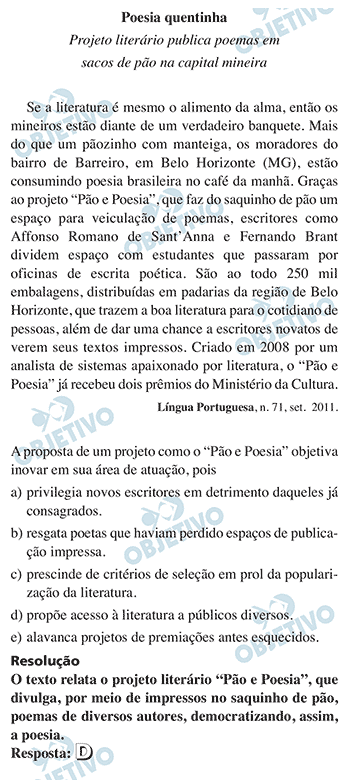 Poesia quentinha
Projeto literário publica poemas em
sacos de pão na capital mineira
Se a literatura é mesmo o alimento da alma, então os
mineiros estão diante de um verdadeiro banquete. Mais
do que um pãozinho com manteiga, os moradores do
bairro de Barreiro, em Belo Horizonte (MG), estão
consumindo poesia brasileira no café da manhã. Graças
ao projeto “Pão e Poesia”, que faz do saquinho de pão um
espaço para veiculação de poemas, escritores como
Affonso Romano de Sant’Anna e Fernando Brant
dividem espaço com estudantes que passaram por
oficinas de escrita poética. São ao todo 250 mil
embalagens, distribuídas em padarias da região de Belo
Horizonte, que trazem a boa literatura para o cotidiano de
pessoas, além de dar uma chance a escritores novatos de
verem seus textos impressos. Criado em 2008 por um
analista de sistemas apaixonado por literatura, o “Pão e
Poesia” já recebeu dois prêmios do Ministério da Cultura.
Língua Portuguesa, n. 71, set. 2011.
A proposta de um projeto como o “Pão e Poesia” objetiva
inovar em sua área de atuação, pois
a) privilegia novos escritores em detrimento daqueles já
consagrados.
b) resgata poetas que haviam perdido espaços de publica-
ção impressa.
c) prescinde de critérios de seleção em prol da populari-
zação da literatura.
d) propõe acesso à literatura a públicos diversos.
e) alavanca projetos de premiações antes esquecidos.
Resolução
O texto relata o projeto literário “Pão e Poesia”, que
divulga, por meio de impressos no saquinho de pão,
poemas de diversos autores, democratizando, assim,
a poesia.
Resposta: D
OBJETIVO
OBJETIVO
OBJETIVO
OBJETIVO
OBJETIVO
OBJETIVO
OBJETIVO
OBJETIVO
OBJETIVO